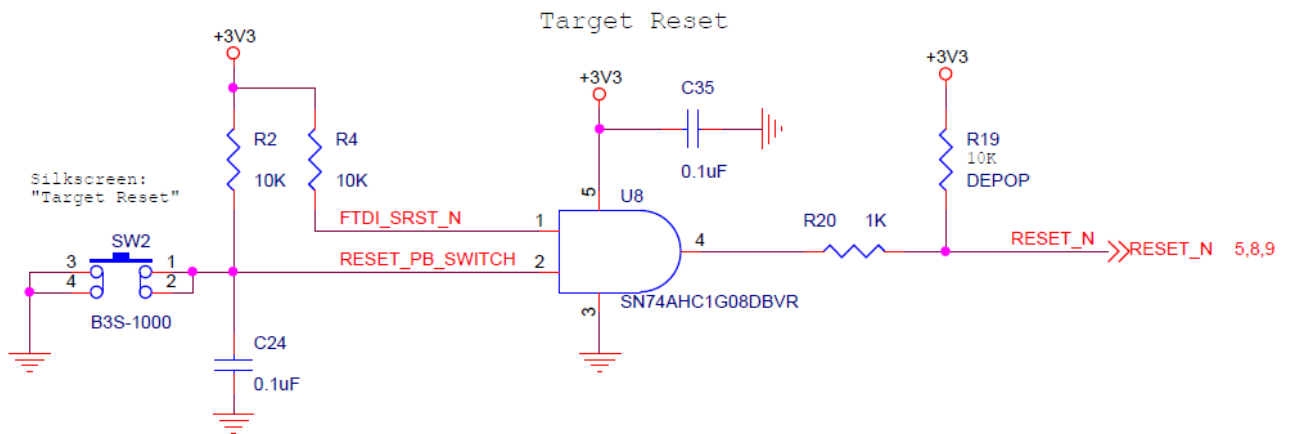 Target Reset
+3V3
+3V3
+3V3
C35
0.1uF
R2
10K
R4
10K
R19
10K
DEPOP
Silkscreen:
"Target Reset"
SW2
3
4
1
2
B3S-1000
FTDI_SRST_N
RESET_PB_SWITCH
1
2
5
U8
4
3
SN74AHC1G08DBVR
R20 1K
RESET_N
RESET_N 5,8,9
C24
0.1uF